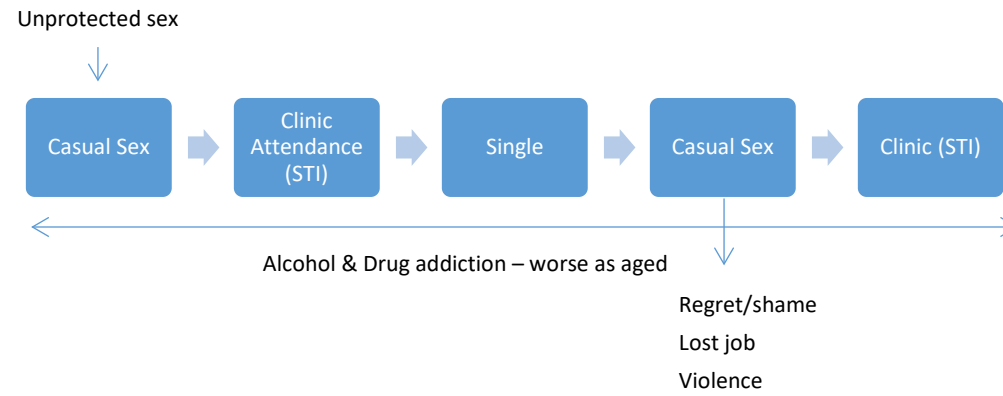 Unprotected sex
Casual Sex
Clinic
Attendance
(STI)
Single
Casual Sex
Clinic (STI)
Alcohol & Drug addiction – worse as aged
Regret/shame
Lost job
Violence